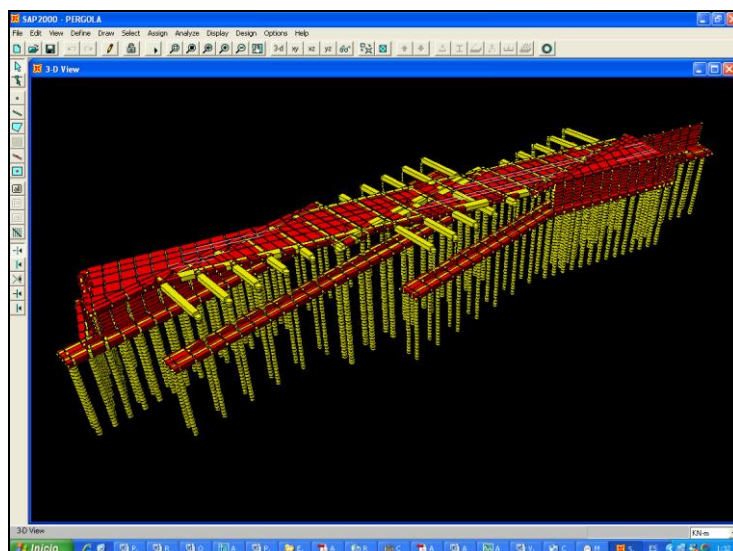 SAP2000 - PERGOLA
File Edit View Define Draw Select Assign Analyze Display Design Options Help
3-d xy xz yz
3-D View
3-D View
KN-m
Inicio